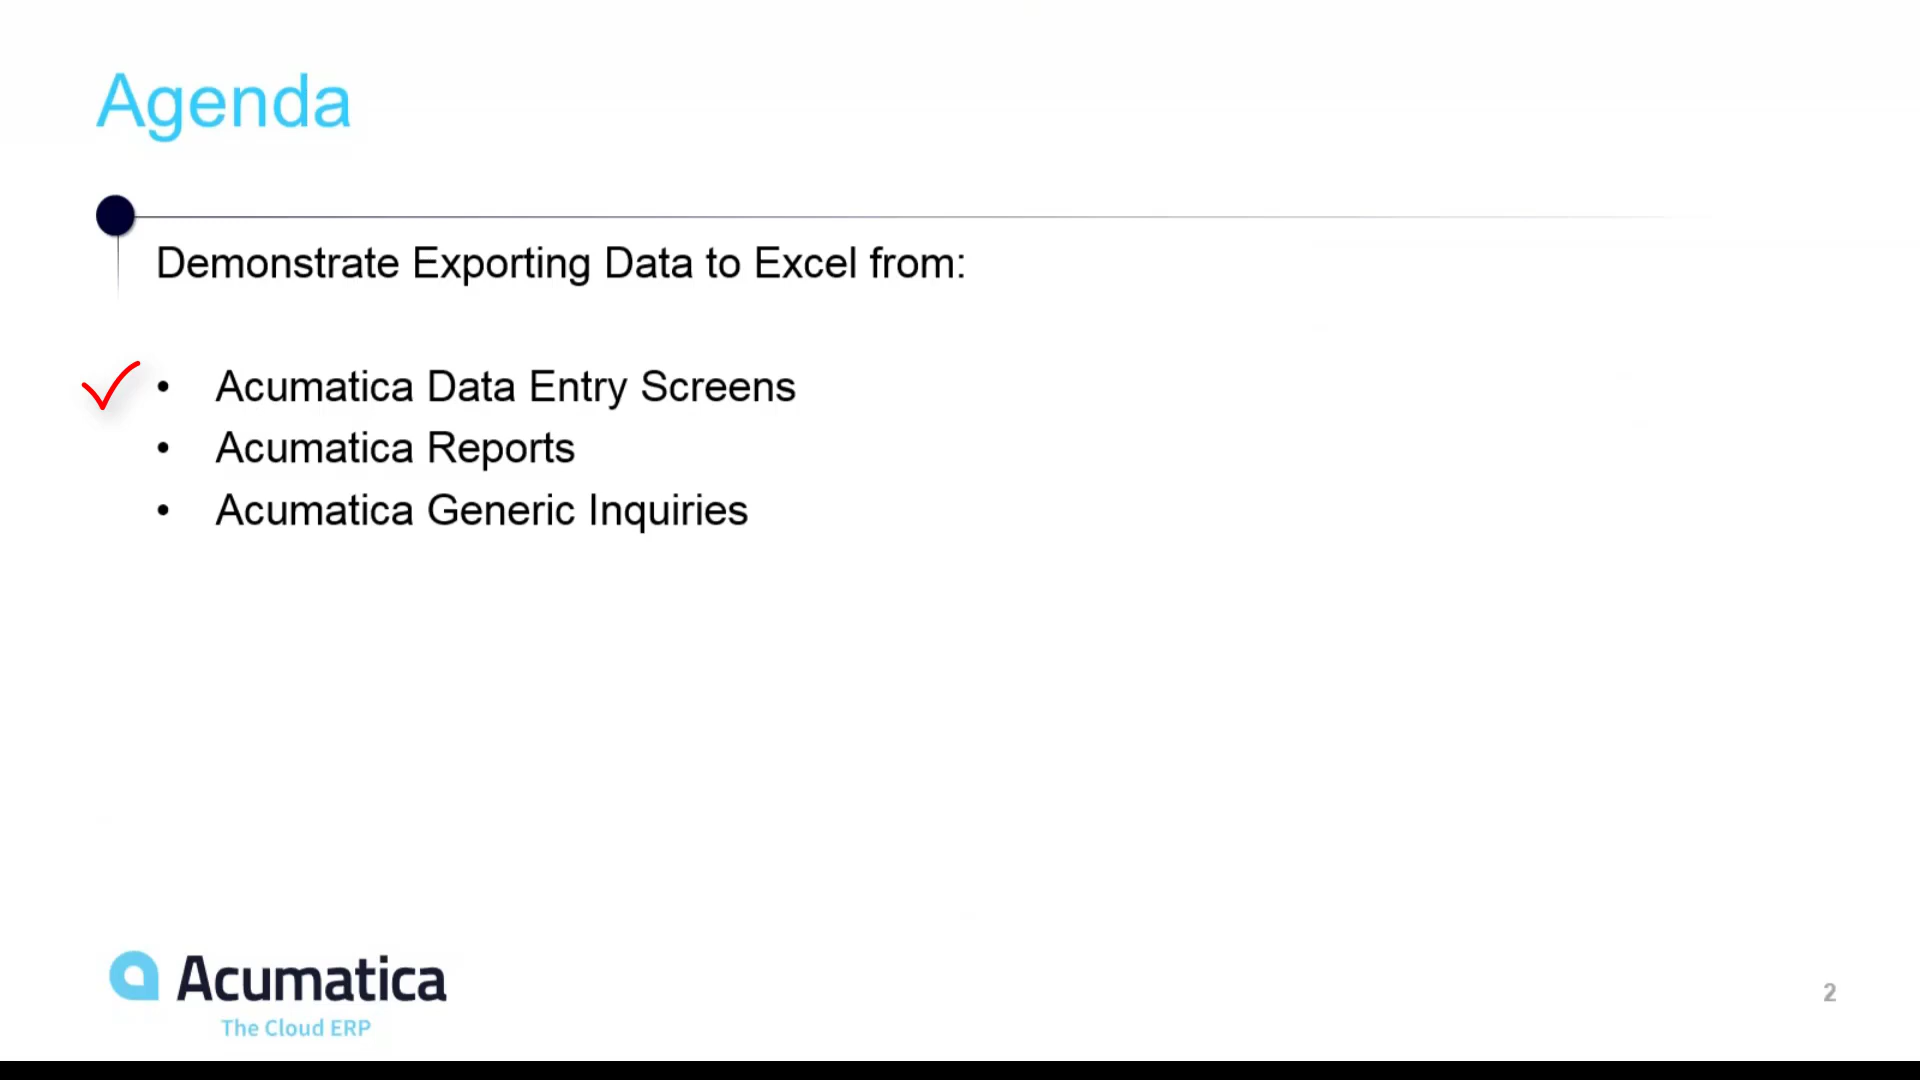 Agenda
Demonstrate Exporting Data to Excel from:
• Acumatica Data Entry Screens
• Acumatica Reports
• Acumatica Generic Inquiries
Acumatica
The Cloud ERP
2